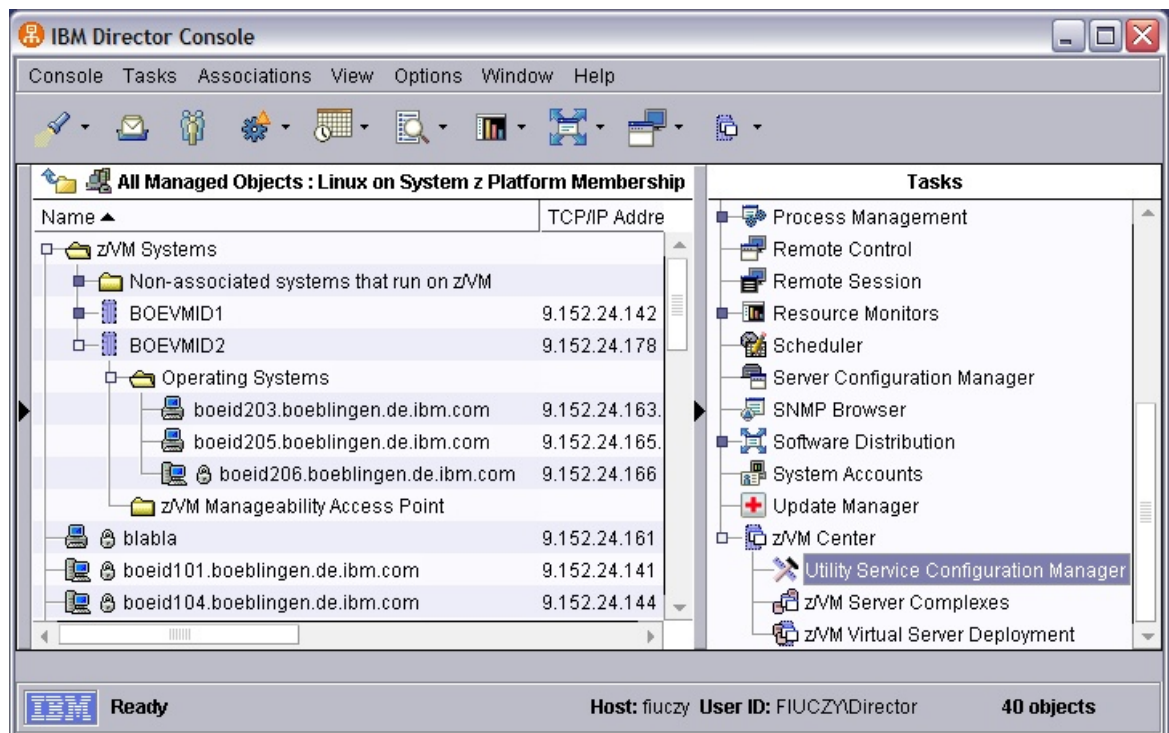 IBM Director Console
Console Tasks Associations View Options Window Help
All Managed Objects : Linux on System z Platform Membership
Name TCP/IP Addre
z/VM Systems
Non-associated systems that run on z/VM
BOEVMID1 9.152.24.142
BOEVMID2 9.152.24.178
Operating Systems
boeid203.boeblingen.de.ibm.com 9.152.24.163.
boeid205.boeblingen.de.ibm.com 9.152.24.165.
boeid206.boeblingen.de.ibm.com 9.152.24.166
z/VM Manageability Access Point
blabla 9.152.24.161
boeid101.boeblingen.de.ibm.com 9.152.24.141
boeid104.boeblingen.de.ibm.com 9.152.24.144
Tasks
Process Management
Remote Control
Remote Session
Resource Monitors
Scheduler
Server Configuration Manager
SNMP Browser
Software Distribution
System Accounts
Update Manager
z/VM Center
Utility Service Configuration Manager
z/VM Server Complexes
z/VM Virtual Server Deployment
IBM Ready Host: fiuczy User ID: FIUCZY\Director 40 objects